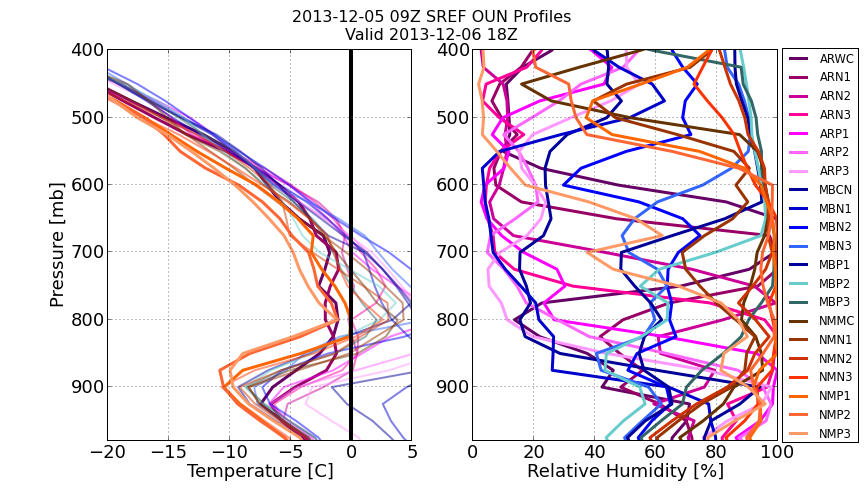 2013-12-05 09Z SREF OUN Profiles
Valid 2013-12-06 18Z
400
500
600
700
800
900
Pressure [mb]
−20 −15 −10 −5 0 5
Temperature [C]
400
500
600
700
800
900
0 20 40 60 80 100
Relative Humidity [%]
ARWC
ARN1
ARN2
ARN3
ARP1
ARP2
ARP3
MBCN
MBN1
MBN2
MBN3
MBP1
MBP2
MBP3
NMMC
NMN1
NMN2
NMN3
NMP1
NMP2
NMP3